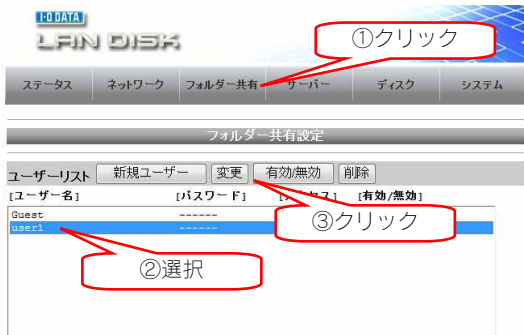 I-O DATA
LAN DISK
①クリック
ステータス ネットワーク フォルダー共有 サーバー ディスク システム
フォルダー共有設定
ユーザーリスト 新規ユーザー 変更 有効/無効 削除
[ユーザー名] [パスワード] [有効/無効]
Guest ------
user1 ------
③クリック
②選択